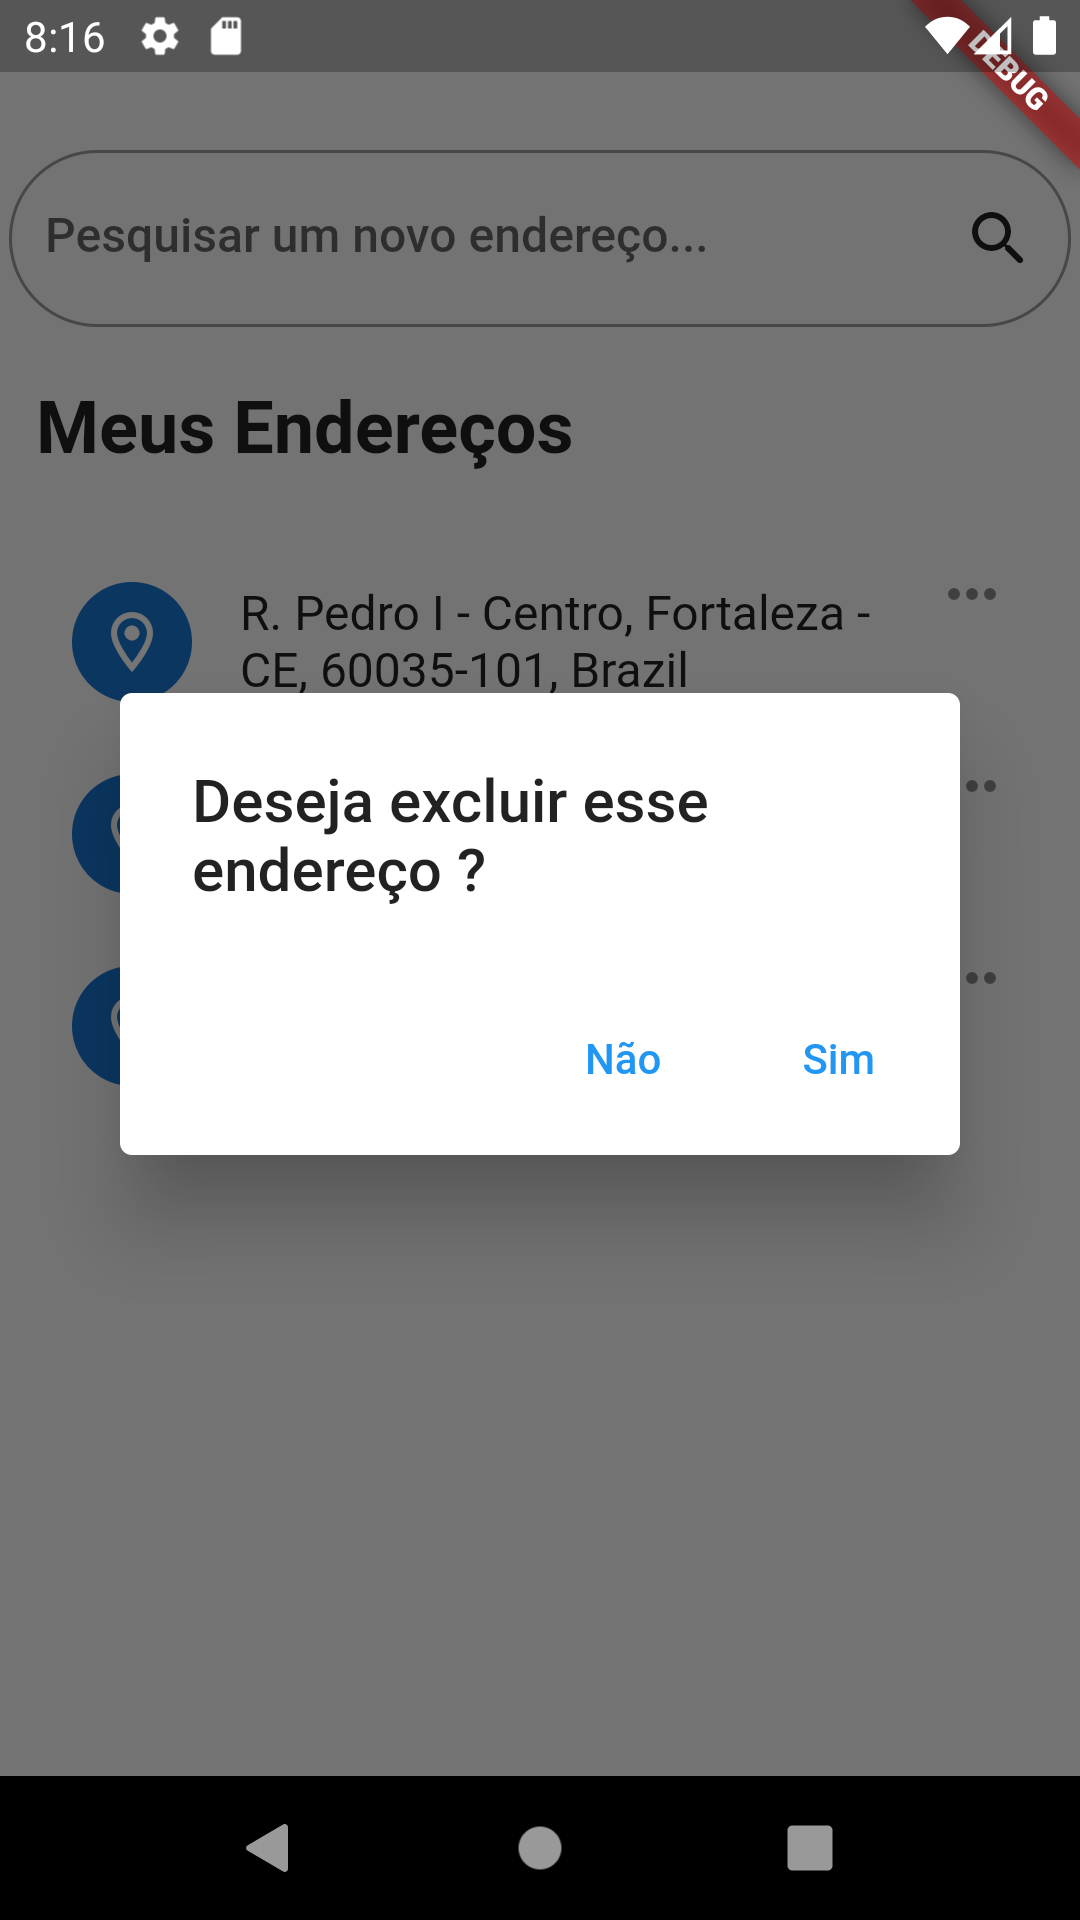 8:16
DEBUG
Pesquisar um novo endereço...
Meus Endereços
R. Pedro I - Centro, Fortaleza -
CE, 60035-101, Brazil
Deseja excluir esse
endereço ?
Não
Sim